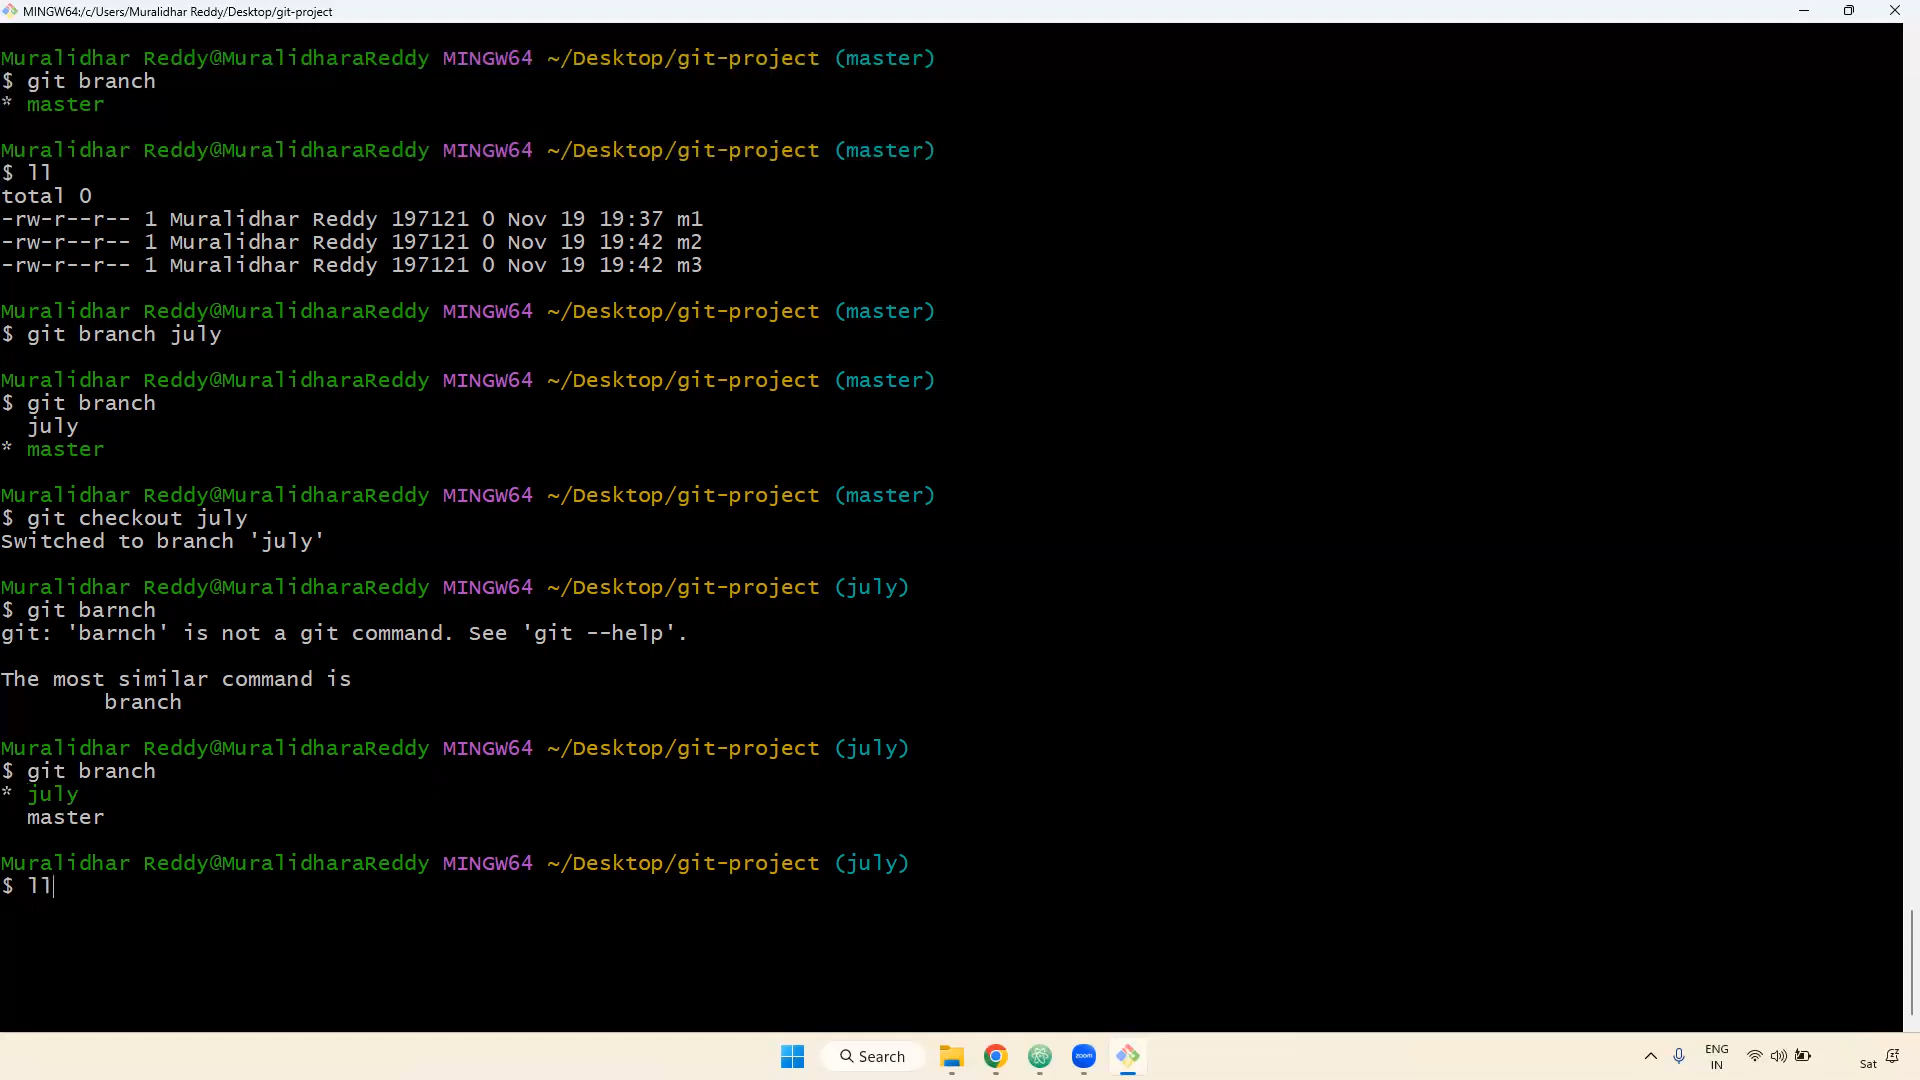 MINGW64:/c/Users/Muralidhar Reddy/Desktop/git-project
Muralidhar Reddy@MuralidharaReddy MINGW64 ~/Desktop/git-project (master)
$ git branch
* master
Muralidhar Reddy@MuralidharaReddy MINGW64 ~/Desktop/git-project (master)
$ ll
total 0
-rw-r--r-- 1 Muralidhar Reddy 197121 0 Nov 19 19:37 m1
-rw-r--r-- 1 Muralidhar Reddy 197121 0 Nov 19 19:42 m2
-rw-r--r-- 1 Muralidhar Reddy 197121 0 Nov 19 19:42 m3
Muralidhar Reddy@MuralidharaReddy MINGW64 ~/Desktop/git-project (master)
$ git branch july
Muralidhar Reddy@MuralidharaReddy MINGW64 ~/Desktop/git-project (master)
$ git branch
  july
* master
Muralidhar Reddy@MuralidharaReddy MINGW64 ~/Desktop/git-project (master)
$ git checkout july
Switched to branch 'july'
Muralidhar Reddy@MuralidharaReddy MINGW64 ~/Desktop/git-project (july)
$ git barnch
git: 'barnch' is not a git command. See 'git --help'.
The most similar command is
        branch
Muralidhar Reddy@MuralidharaReddy MINGW64 ~/Desktop/git-project (july)
$ git branch
* july
  master
Muralidhar Reddy@MuralidharaReddy MINGW64 ~/Desktop/git-project (july)
$ ll
Search
zoom
ENG
IN
Sat